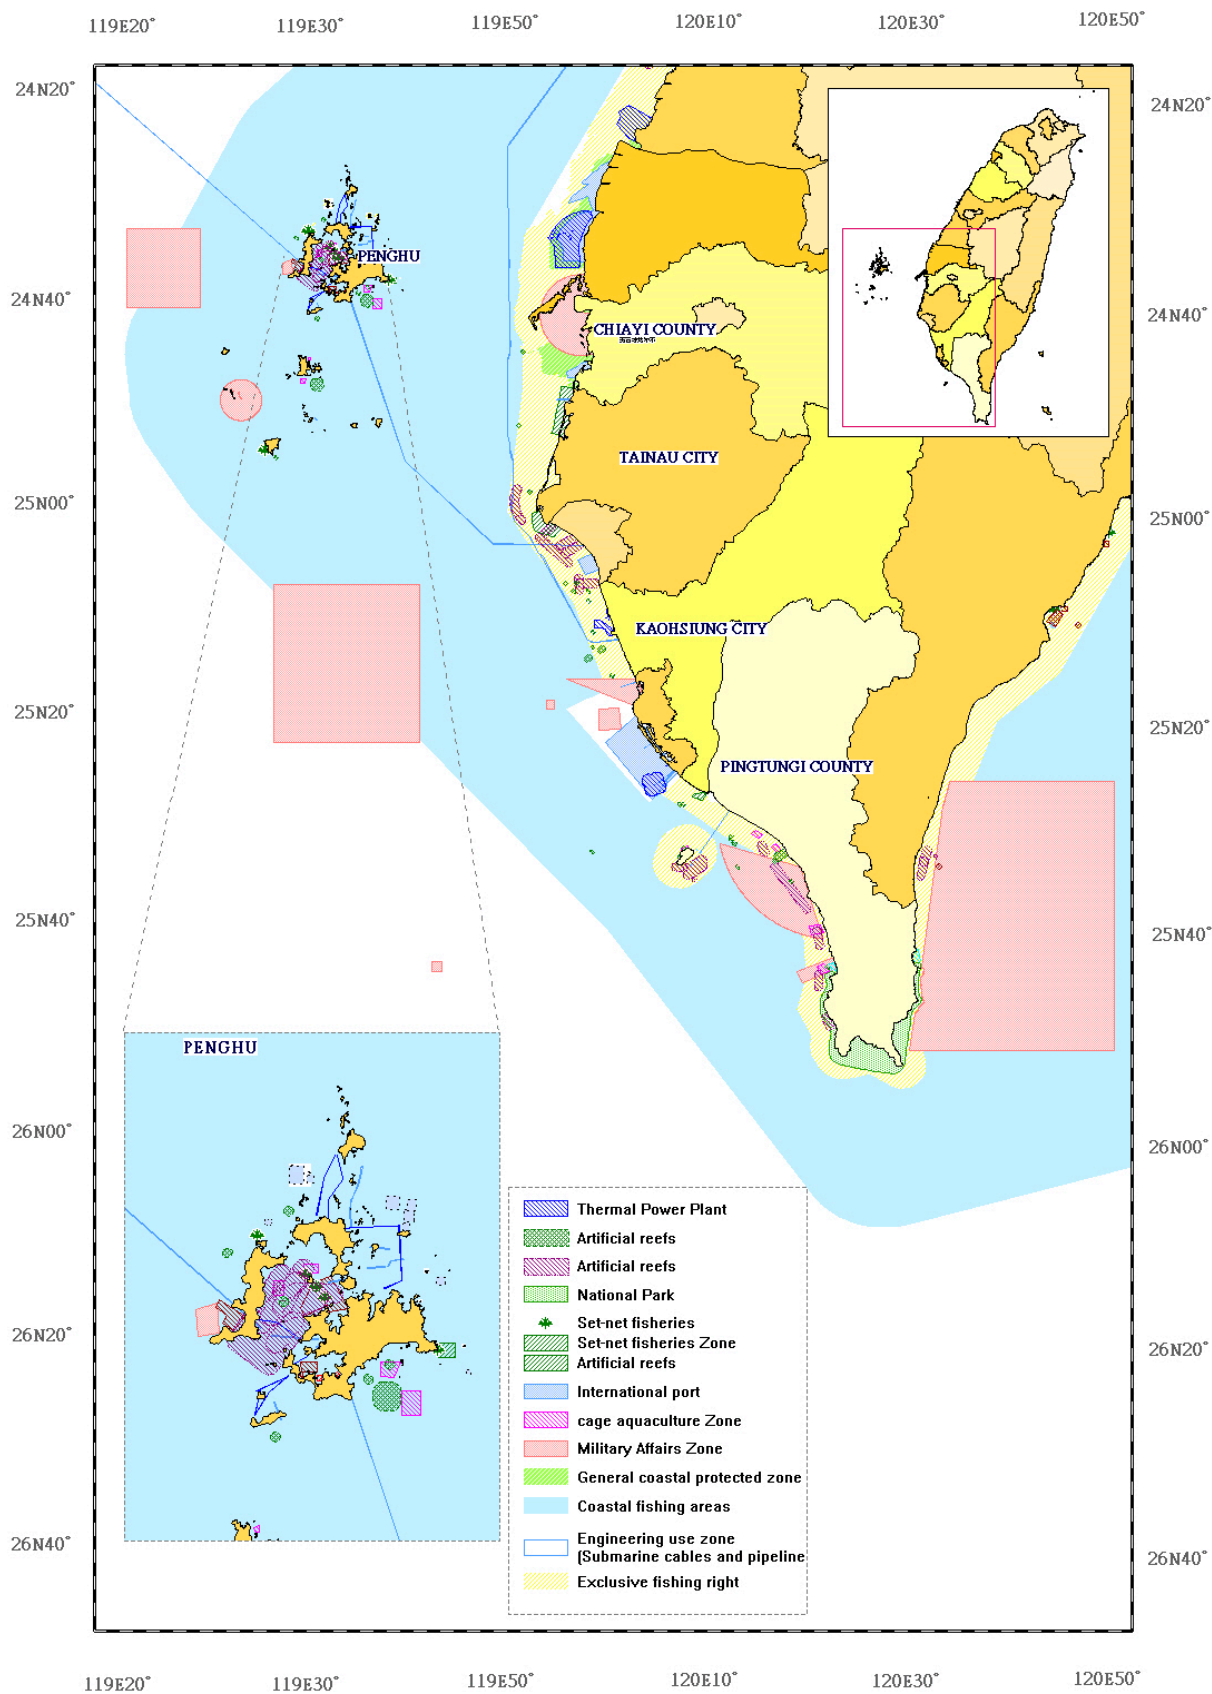 119E20° 119E30° 119E50° 120E10° 120E30° 120E50°
24N20° 24N20°
PENGHU
24N40° 24N40°
CHIAYI COUNTY
TAINAU CITY
25N00° 25N00°
KAOHSIUNG CITY
25N20° 25N20°
PINGTUNGI COUNTY
25N40° 25N40°
PENGHU
26N00° 26N00°
Thermal Power Plant
Artificial reefs
Artificial reefs
National Park
Set-net fisheries
Set-net fisheries Zone
Artificial reefs
International port
cage aquaculture Zone
Military Affairs Zone
General coastal protected zone
Coastal fishing areas
Engineering use zone
(Submarine cables and pipeline
Exclusive fishing right
26N20° 26N20°
26N40° 26N40°
119E20° 119E30° 119E50° 120E10° 120E30° 120E50°